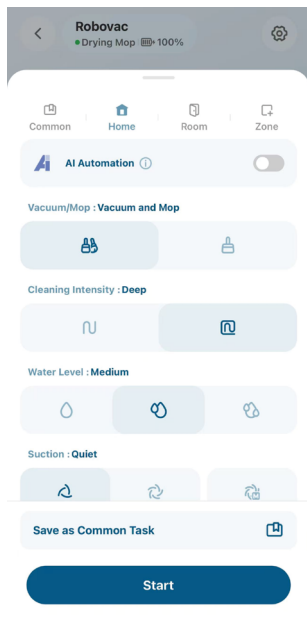 Robovac
Drying Mop 100%
Common Home Room Zone
Ai AI Automation
Vacuum/Mop : Vacuum and Mop
Cleaning Intensity : Deep
Water Level : Medium
Suction : Quiet
Save as Common Task
Start